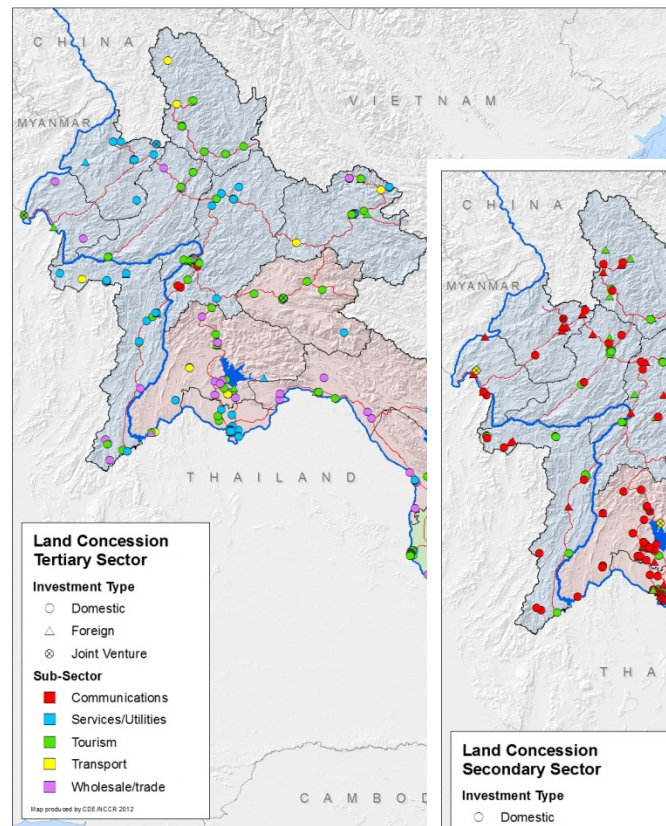 CHINA
VIETNAM
MYANMAR
THAILAND
CAMBOD
Land Concession
Tertiary Sector
Investment Type
Domestic
Foreign
Joint Venture
Sub-Sector
Communications
Services/Utilities
Tourism
Transport
Wholesale/trade
Map produced by CDE/NCCR 2012
CHINA
MYANMAR
THA
Land Concession
Secondary Sector
Investment Type
Domestic